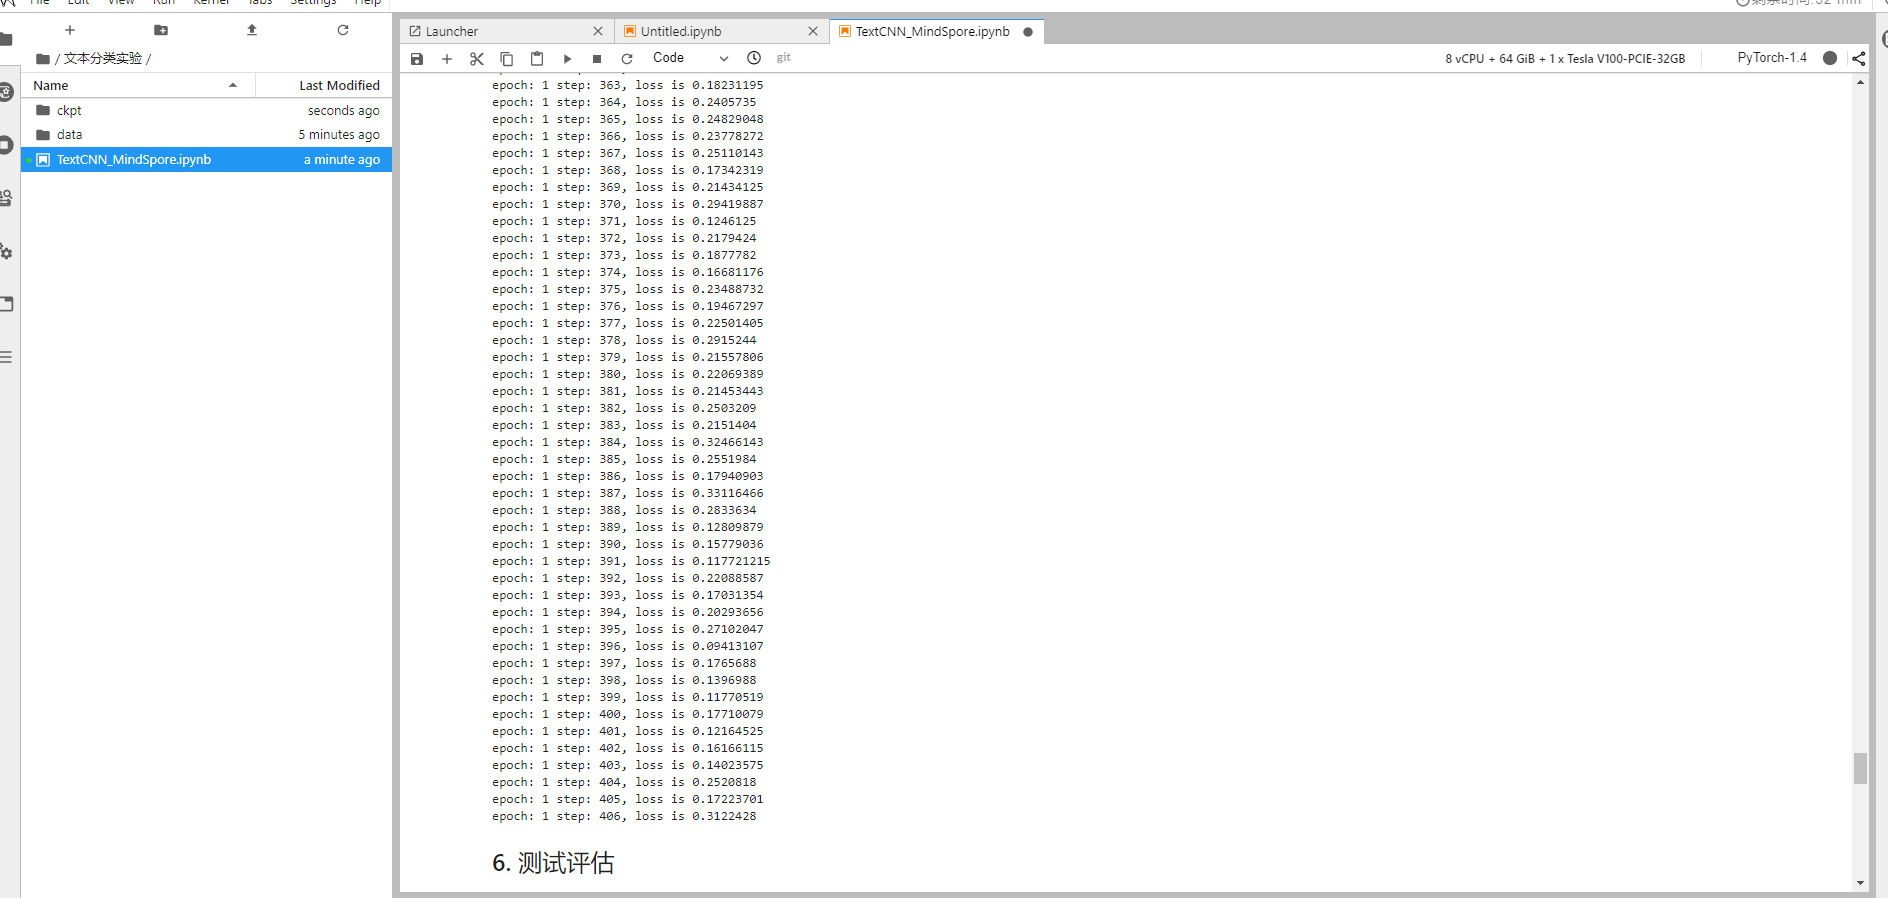 File Edit View Run Kernel Tabs Settings Help
剩余时间: 52 min
/ 文本分类实验 /
Name Last Modified
ckpt seconds ago
data 5 minutes ago
TextCNN_MindSpore.ipynb a minute ago
Launcher
Untitled.ipynb
TextCNN_MindSpore.ipynb
Code
git
8 vCPU + 64 GiB + 1 x Tesla V100-PCIE-32GB
PyTorch-1.4
epoch: 1 step: 363, loss is 0.18231195
epoch: 1 step: 364, loss is 0.2405735
epoch: 1 step: 365, loss is 0.24829048
epoch: 1 step: 366, loss is 0.23778272
epoch: 1 step: 367, loss is 0.25110143
epoch: 1 step: 368, loss is 0.17342319
epoch: 1 step: 369, loss is 0.21434125
epoch: 1 step: 370, loss is 0.29419887
epoch: 1 step: 371, loss is 0.1246125
epoch: 1 step: 372, loss is 0.2179424
epoch: 1 step: 373, loss is 0.1877782
epoch: 1 step: 374, loss is 0.16681176
epoch: 1 step: 375, loss is 0.23488732
epoch: 1 step: 376, loss is 0.19467297
epoch: 1 step: 377, loss is 0.22501405
epoch: 1 step: 378, loss is 0.2915244
epoch: 1 step: 379, loss is 0.21557806
epoch: 1 step: 380, loss is 0.22069389
epoch: 1 step: 381, loss is 0.21453443
epoch: 1 step: 382, loss is 0.2503209
epoch: 1 step: 383, loss is 0.2151404
epoch: 1 step: 384, loss is 0.32466143
epoch: 1 step: 385, loss is 0.2551984
epoch: 1 step: 386, loss is 0.17940903
epoch: 1 step: 387, loss is 0.33116466
epoch: 1 step: 388, loss is 0.2833634
epoch: 1 step: 389, loss is 0.12809879
epoch: 1 step: 390, loss is 0.15779036
epoch: 1 step: 391, loss is 0.117721215
epoch: 1 step: 392, loss is 0.22088587
epoch: 1 step: 393, loss is 0.17031354
epoch: 1 step: 394, loss is 0.20293656
epoch: 1 step: 395, loss is 0.27102047
epoch: 1 step: 396, loss is 0.09413107
epoch: 1 step: 397, loss is 0.1765688
epoch: 1 step: 398, loss is 0.1396988
epoch: 1 step: 399, loss is 0.11770519
epoch: 1 step: 400, loss is 0.17710079
epoch: 1 step: 401, loss is 0.12164525
epoch: 1 step: 402, loss is 0.16166115
epoch: 1 step: 403, loss is 0.14023575
epoch: 1 step: 404, loss is 0.2520818
epoch: 1 step: 405, loss is 0.17223701
epoch: 1 step: 406, loss is 0.3122428
6. 测试评估